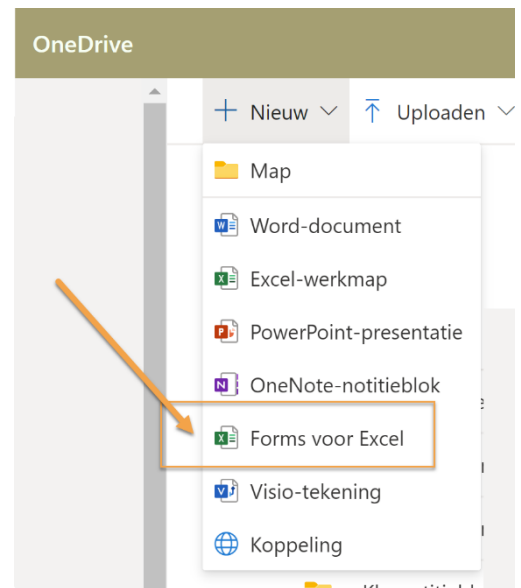 OneDrive
Nieuw Uploaden
Map
Word-document
Excel-werkmap
PowerPoint-presentatie
OneNote-notitieblok
Forms voor Excel
Visio-tekening
Koppeling